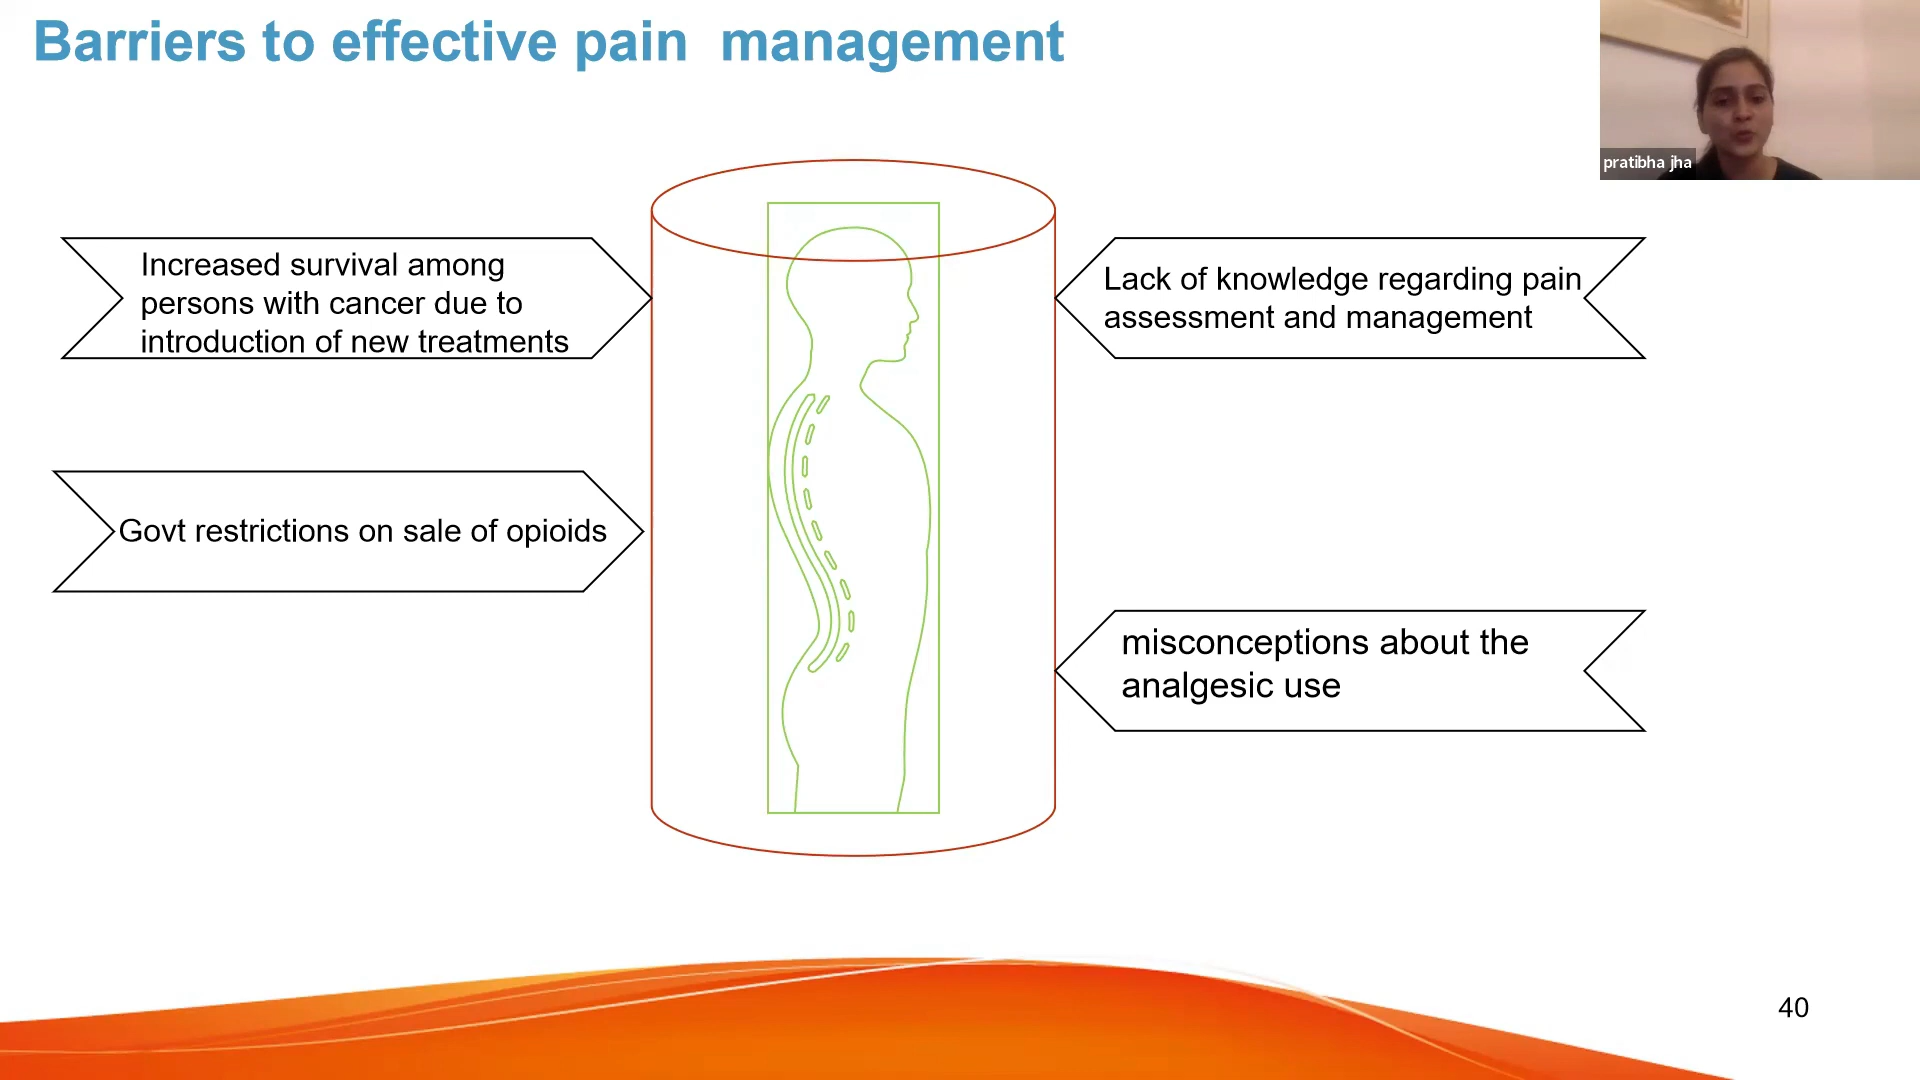 Barriers to effective pain  management
pratibha jha
Increased survival among
persons with cancer due to
introduction of new treatments
Lack of knowledge regarding pain
assessment and management
Govt restrictions on sale of opioids
misconceptions about the
analgesic use
40